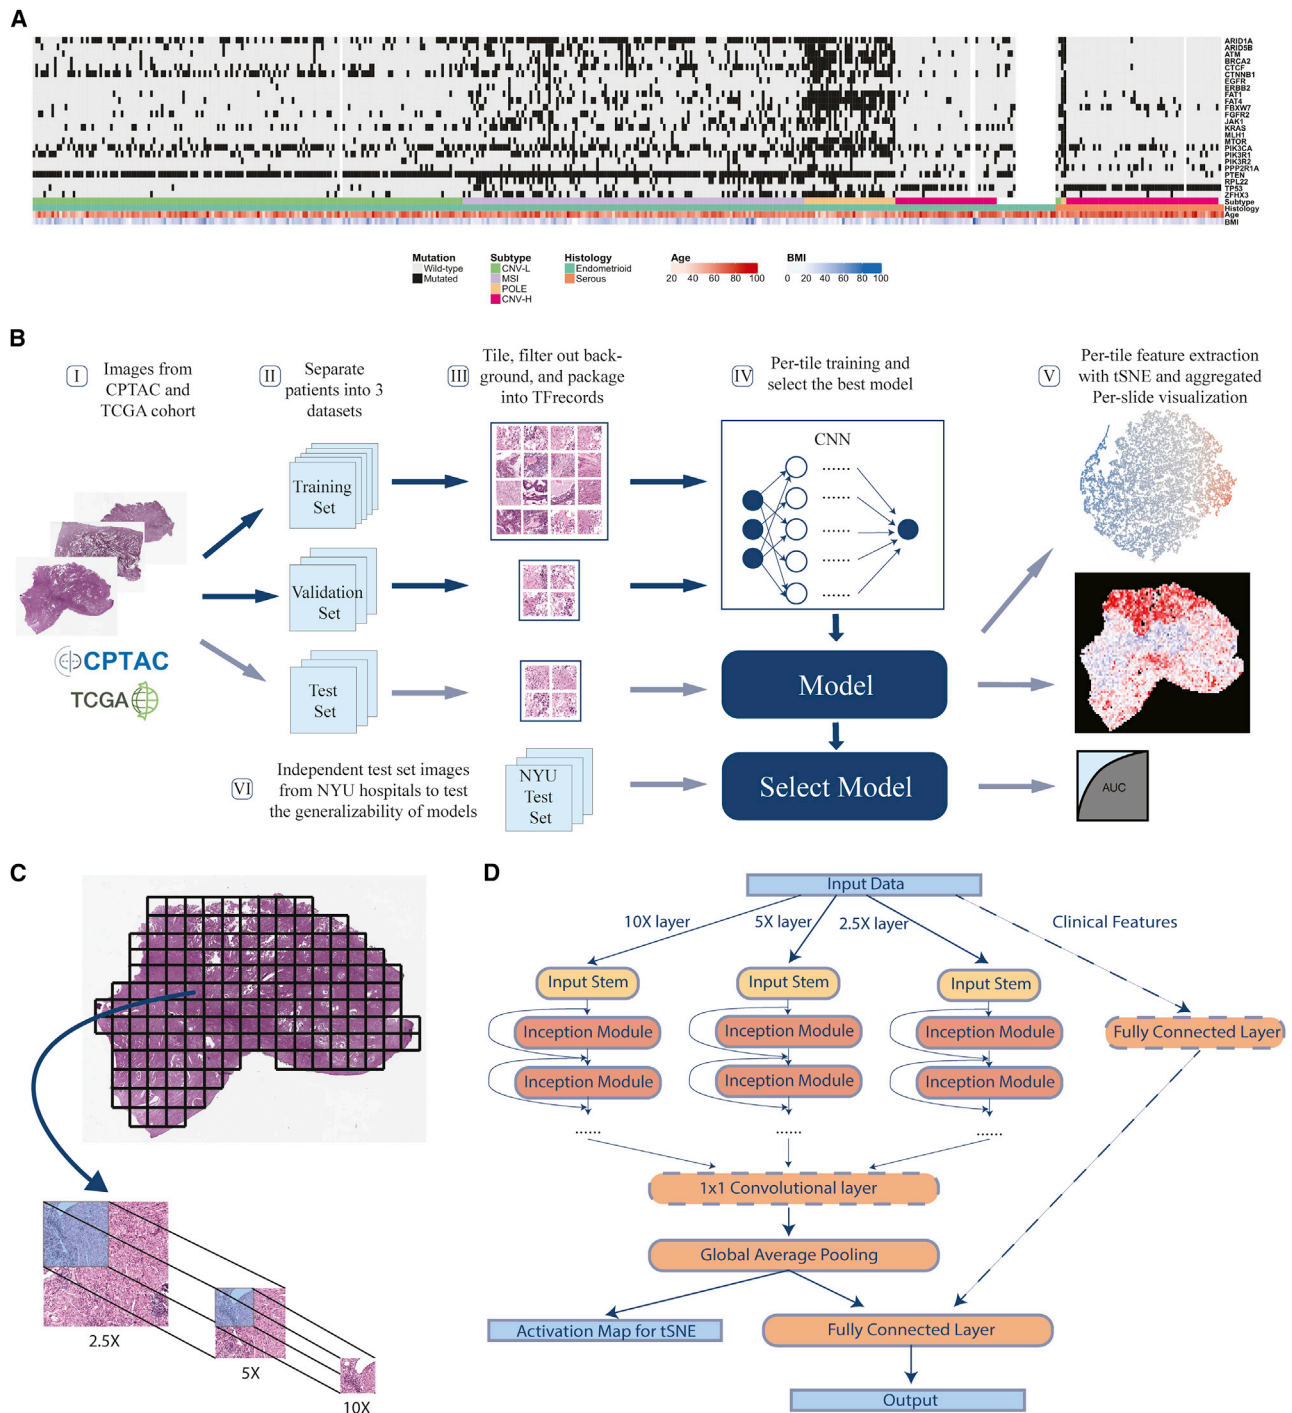 A
ARID1A
ARID5B
ATM
BRCA2
CTCF
CTNNB1
EGFR
ERBB2
FAT1
FAT4
FBXW7
FGFR2
JAK1
KRAS
MLH1
MTOR
PIK3CA
PIK3R1
PIK3R2
PPP2R1A
PTEN
RPL22
TP53
ZFHX3
Subtype
Histology
Age
BMI
Mutation
Wild-type
Mutated
Subtype
CNV-L
MSI
POLE
CNV-H
Histology
Endometrioid
Serous
Age
20 40 60 80 100
BMI
0 20 40 60 80 100
B
I
Images from
CPTAC and
TCGA cohort
II
Separate
patients into 3
datasets
III
Tile, filter out back-
ground, and package
into TFrecords
IV
Per-tile training and
select the best model
V
Per-tile feature extraction
with tSNE and aggregated
Per-slide visualization
Training
Set
Validation
Set
Test
Set
CPTAC
TCGA
CNN
......
......
......
......
......
Model
Select Model
VI
Independent test set images
from NYU hospitals to test
the generalizability of models
NYU
Test
Set
AUC
C
2.5X
5X
10X
D
Input Data
10X layer
5X layer
2.5X layer
Clinical Features
Input Stem
Input Stem
Input Stem
Inception Module
Inception Module
Inception Module
Fully Connected Layer
Inception Module
Inception Module
Inception Module
......
......
......
1x1 Convolutional layer
Global Average Pooling
Activation Map for tSNE
Fully Connected Layer
Output